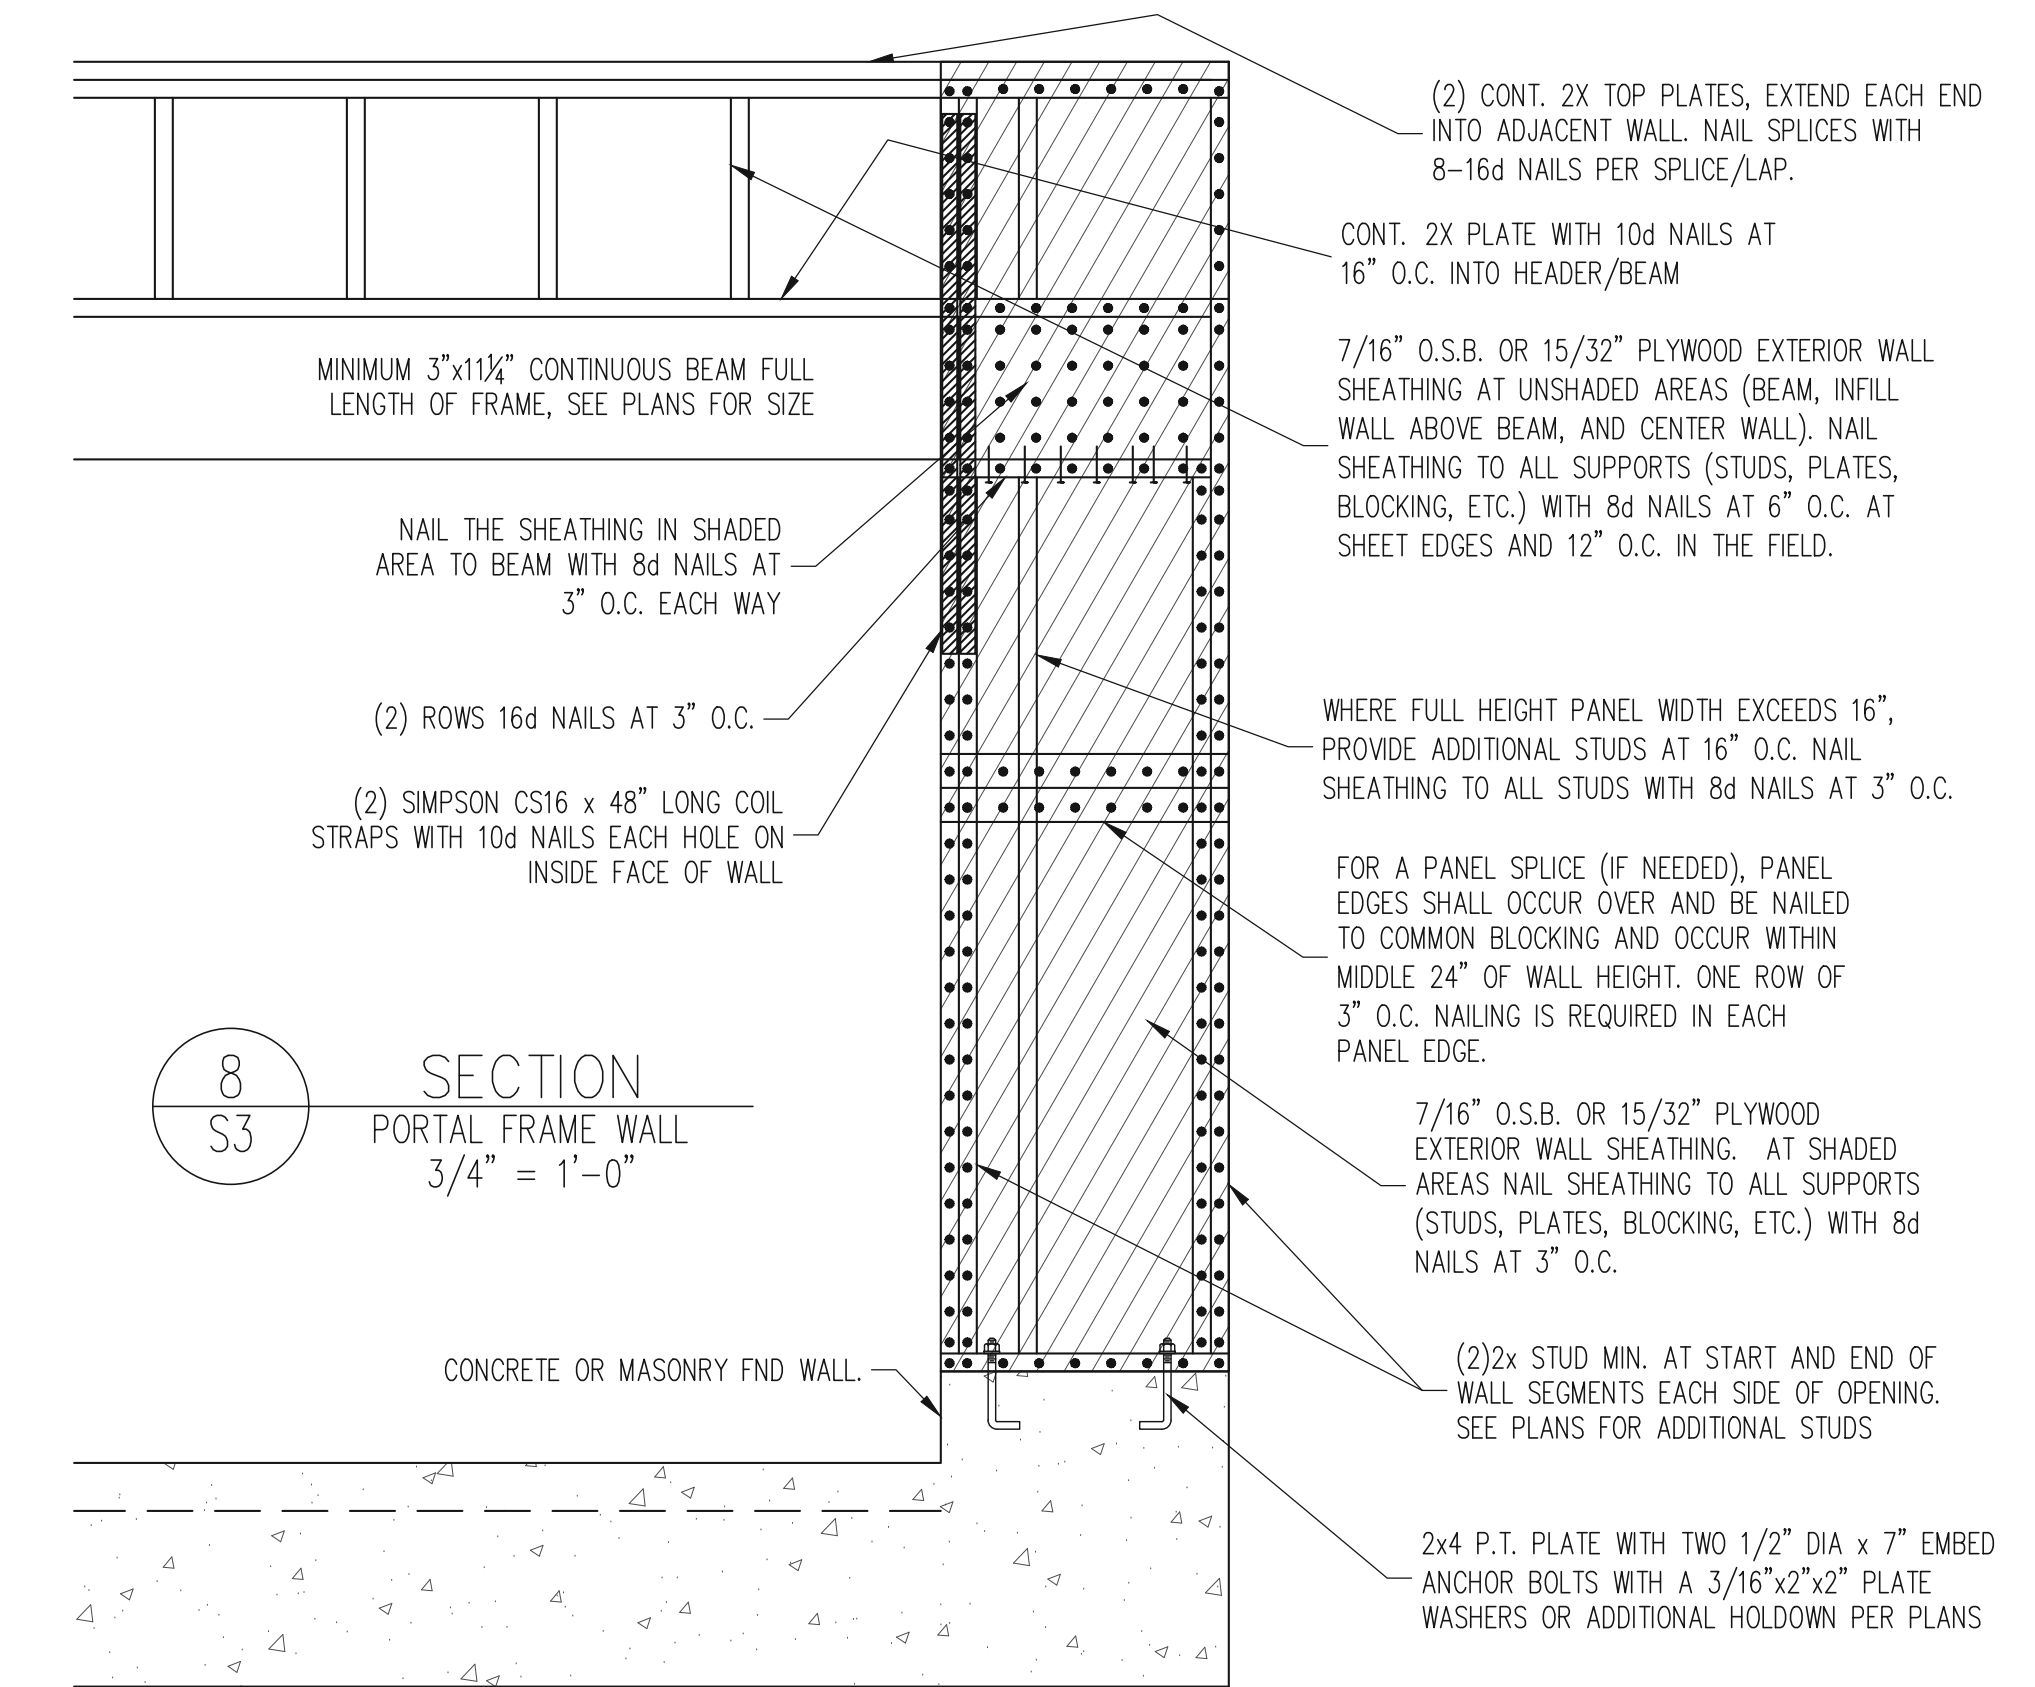 (2) CONT. 2X TOP PLATES, EXTEND EACH END
INTO ADJACENT WALL. NAIL SPLICES WITH
8-16d NAILS PER SPLICE/LAP.
CONT. 2X PLATE WITH 10d NAILS AT
16" O.C. INTO HEADER/BEAM
7/16" O.S.B. OR 15/32" PLYWOOD EXTERIOR WALL
SHEATHING AT UNSHADED AREAS (BEAM, INFILL
WALL ABOVE BEAM, AND CENTER WALL). NAIL
SHEATHING TO ALL SUPPORTS (STUDS, PLATES,
BLOCKING, ETC.) WITH 8d NAILS AT 6" O.C. AT
SHEET EDGES AND 12" O.C. IN THE FIELD.
MINIMUM 3"x11¼" CONTINUOUS BEAM FULL
LENGTH OF FRAME, SEE PLANS FOR SIZE
NAIL THE SHEATHING IN SHADED
AREA TO BEAM WITH 8d NAILS AT
3" O.C. EACH WAY
(2) ROWS 16d NAILS AT 3" O.C.
(2) SIMPSON CS16 x 48" LONG COIL
STRAPS WITH 10d NAILS EACH HOLE ON
INSIDE FACE OF WALL
WHERE FULL HEIGHT PANEL WIDTH EXCEEDS 16",
PROVIDE ADDITIONAL STUDS AT 16" O.C. NAIL
SHEATHING TO ALL STUDS WITH 8d NAILS AT 3" O.C.
FOR A PANEL SPLICE (IF NEEDED), PANEL
EDGES SHALL OCCUR OVER AND BE NAILED
TO COMMON BLOCKING AND OCCUR WITHIN
MIDDLE 24" OF WALL HEIGHT. ONE ROW OF
3" O.C. NAILING IS REQUIRED IN EACH
PANEL EDGE.
8
S3
SECTION
PORTAL FRAME WALL
3/4" = 1'-0"
7/16" O.S.B. OR 15/32" PLYWOOD
EXTERIOR WALL SHEATHING. AT SHADED
AREAS NAIL SHEATHING TO ALL SUPPORTS
(STUDS, PLATES, BLOCKING, ETC.) WITH 8d
NAILS AT 3" O.C.
CONCRETE OR MASONRY FND WALL.
(2)2x STUD MIN. AT START AND END OF
WALL SEGMENTS EACH SIDE OF OPENING.
SEE PLANS FOR ADDITIONAL STUDS
2x4 P.T. PLATE WITH TWO 1/2" DIA x 7" EMBED
ANCHOR BOLTS WITH A 3/16"x2"x2" PLATE
WASHERS OR ADDITIONAL HOLDOWN PER PLANS